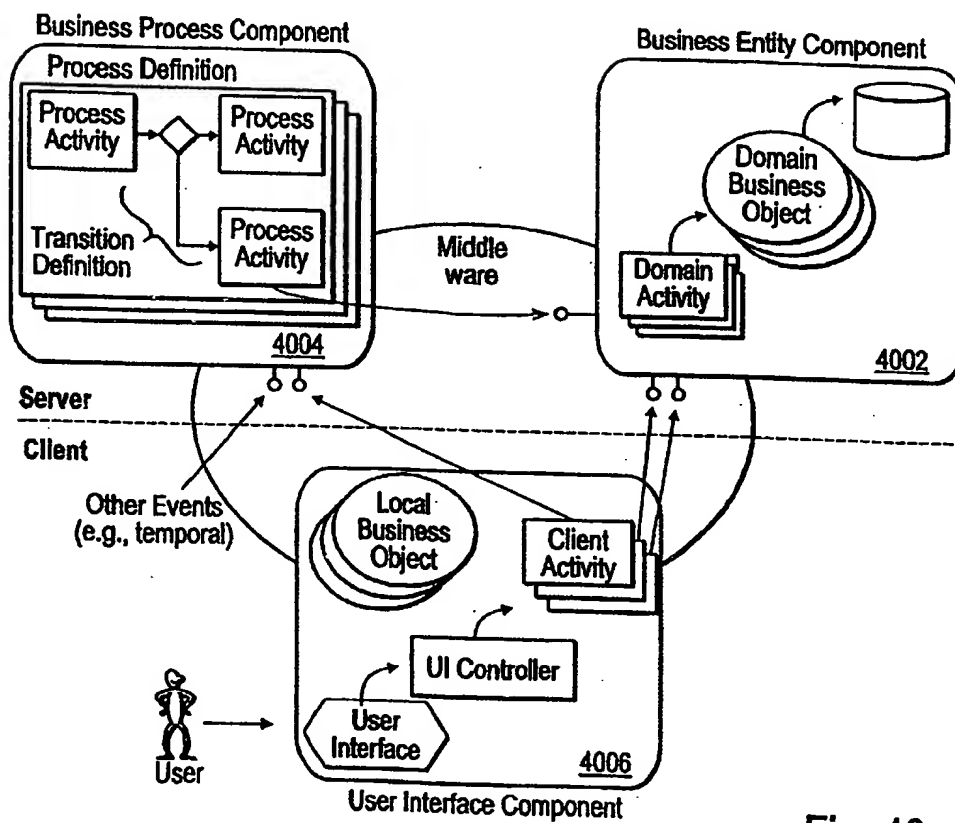 Business Process Component
Process Definition
Process
Activity
Process
Activity
Transition
Definition
Process
Activity
4004
Middle
ware
Business Entity Component
Domain
Business
Object
Domain
Activity
4002
Server
Client
Other Events
(e.g., temporal)
Local
Business
Object
Client
Activity
UI Controller
User
Interface
4006
User
User Interface Component